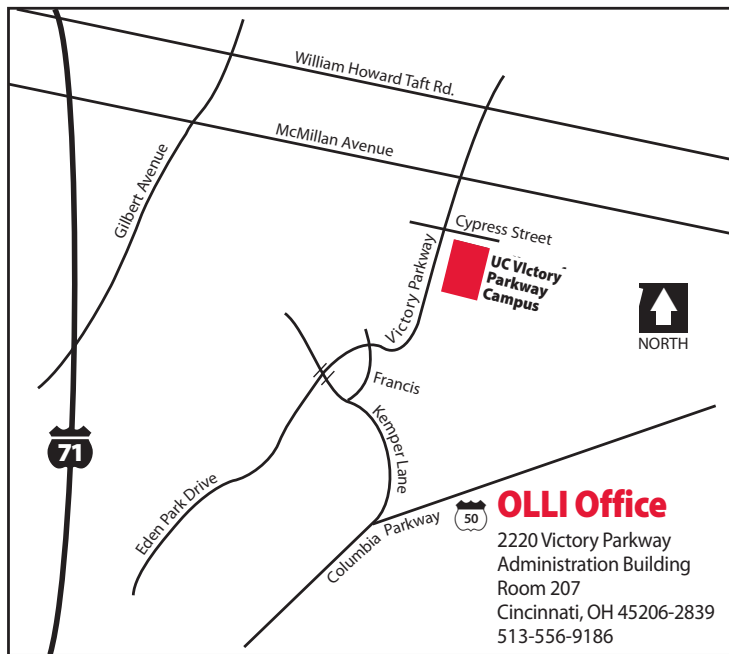 William Howard Taft Rd.
McMillan Avenue
Gilbert Avenue
Cypress Street
Victory Parkway
UC VIctory
Parkway
Campus
NORTH
Francis
Kemper Lane
71
Eden Park Drive
Columbia Parkway
50
OLLI Office
2220 Victory Parkway
Administration Building
Room 207
Cincinnati, OH 45206-2839
513-556-9186